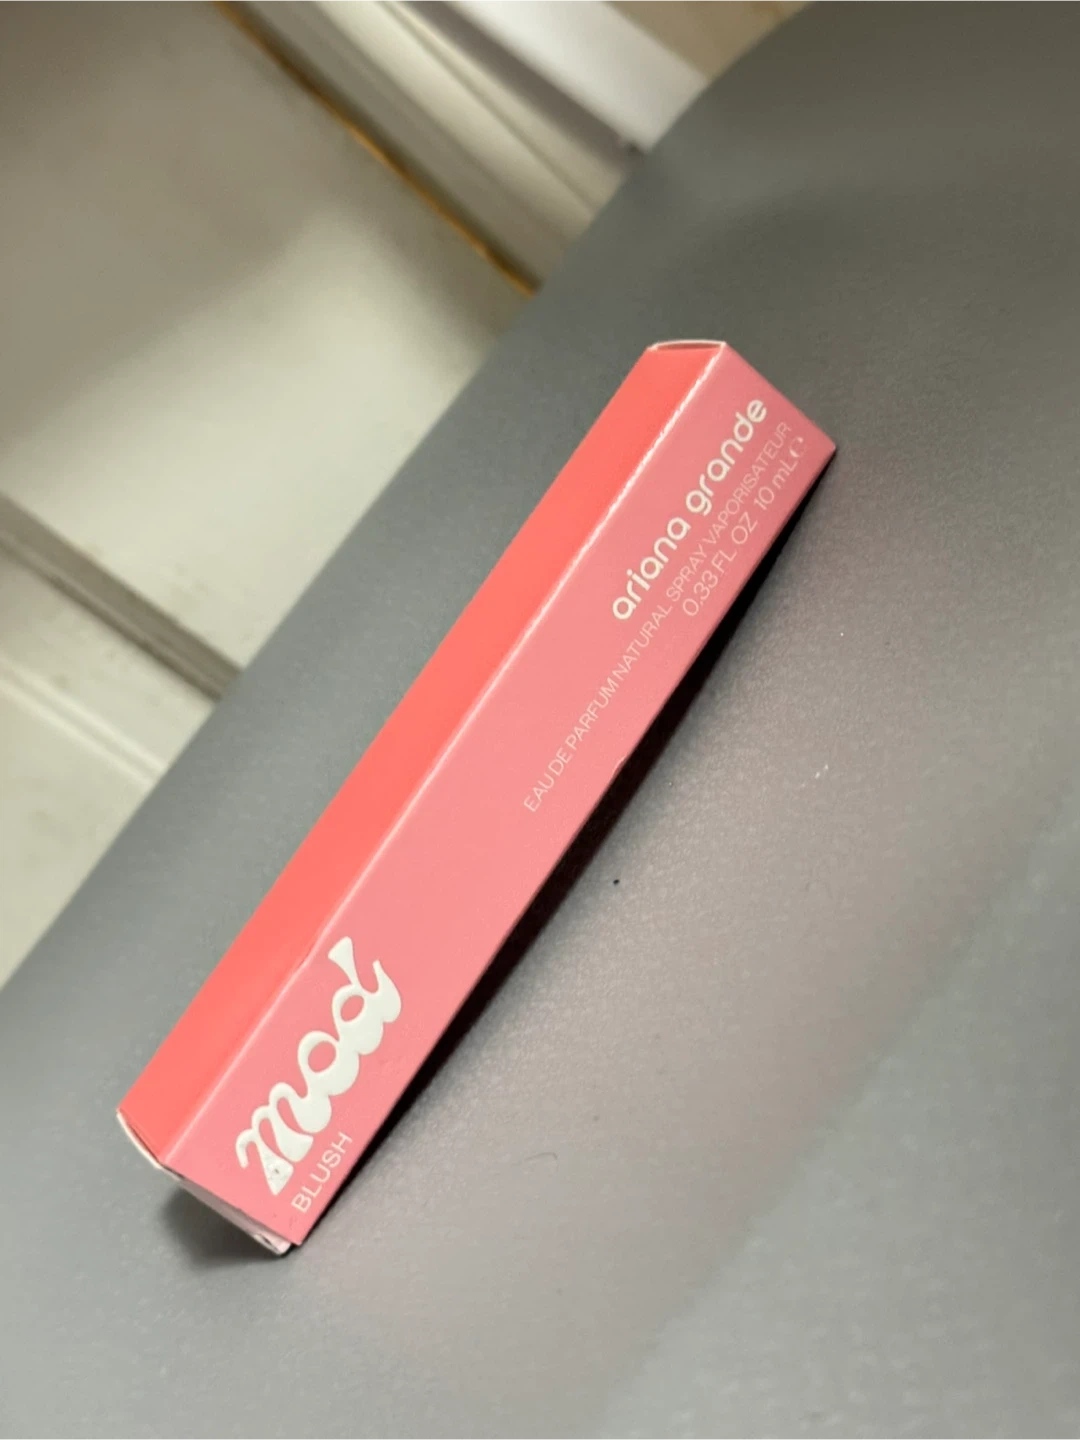 mod
BLUSH
ariana grande
EAU DE PARFUM NATURAL SPRAY VAPORISATEUR
0.33 FL OZ 10 mL℮